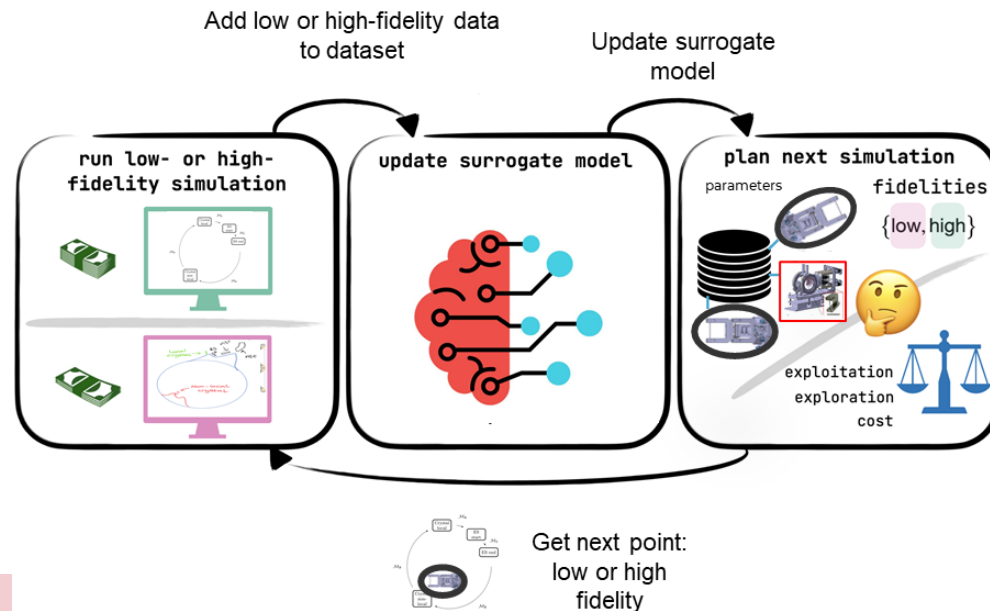 Add low or high-fidelity data
to dataset
Update surrogate
model
run low- or high-
fidelity simulation
update surrogate model
plan next simulation
parameters
fidelities
{low,high}
exploitation
exploration
cost
Get next point:
low or high
fidelity